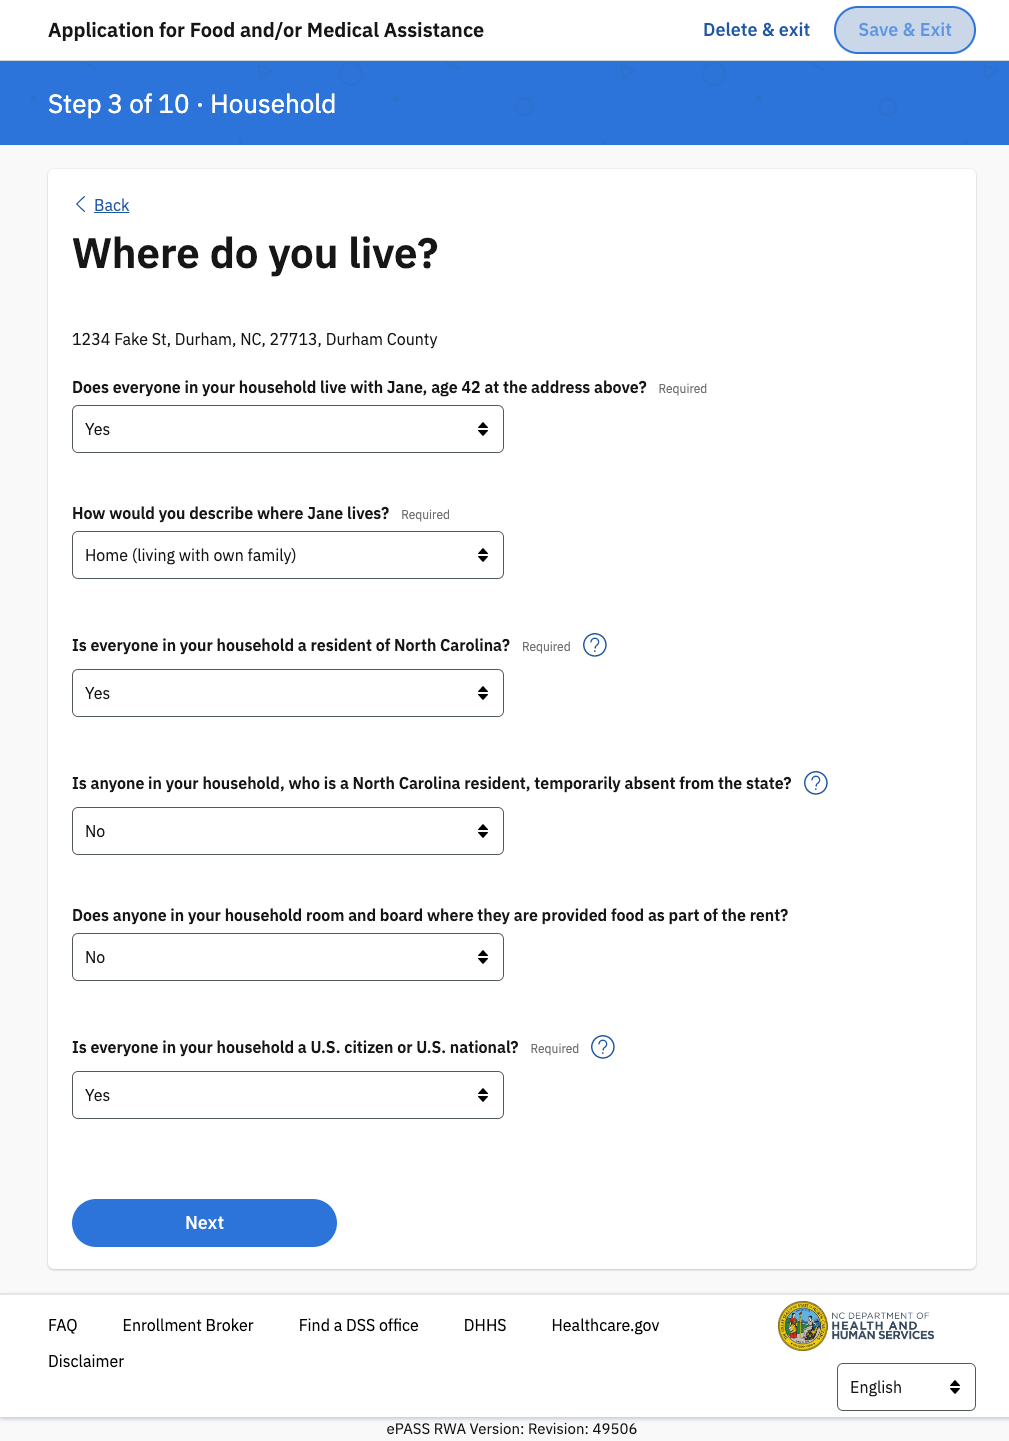 Application for Food and/or Medical Assistance
Delete & exit
Save & Exit
Step 3 of 10 · Household
Back
Where do you live?
1234 Fake St, Durham, NC, 27713, Durham County
Does everyone in your household live with Jane, age 42 at the address above? Required
Yes
How would you describe where Jane lives? Required
Home (living with own family)
Is everyone in your household a resident of North Carolina? Required ?
Yes
Is anyone in your household, who is a North Carolina resident, temporarily absent from the state? ?
No
Does anyone in your household room and board where they are provided food as part of the rent?
No
Is everyone in your household a U.S. citizen or U.S. national? Required ?
Yes
Next
FAQ Enrollment Broker Find a DSS office DHHS Healthcare.gov
Disclaimer
NC DEPARTMENT OF
HEALTH AND
HUMAN SERVICES
English
ePASS RWA Version: Revision: 49506